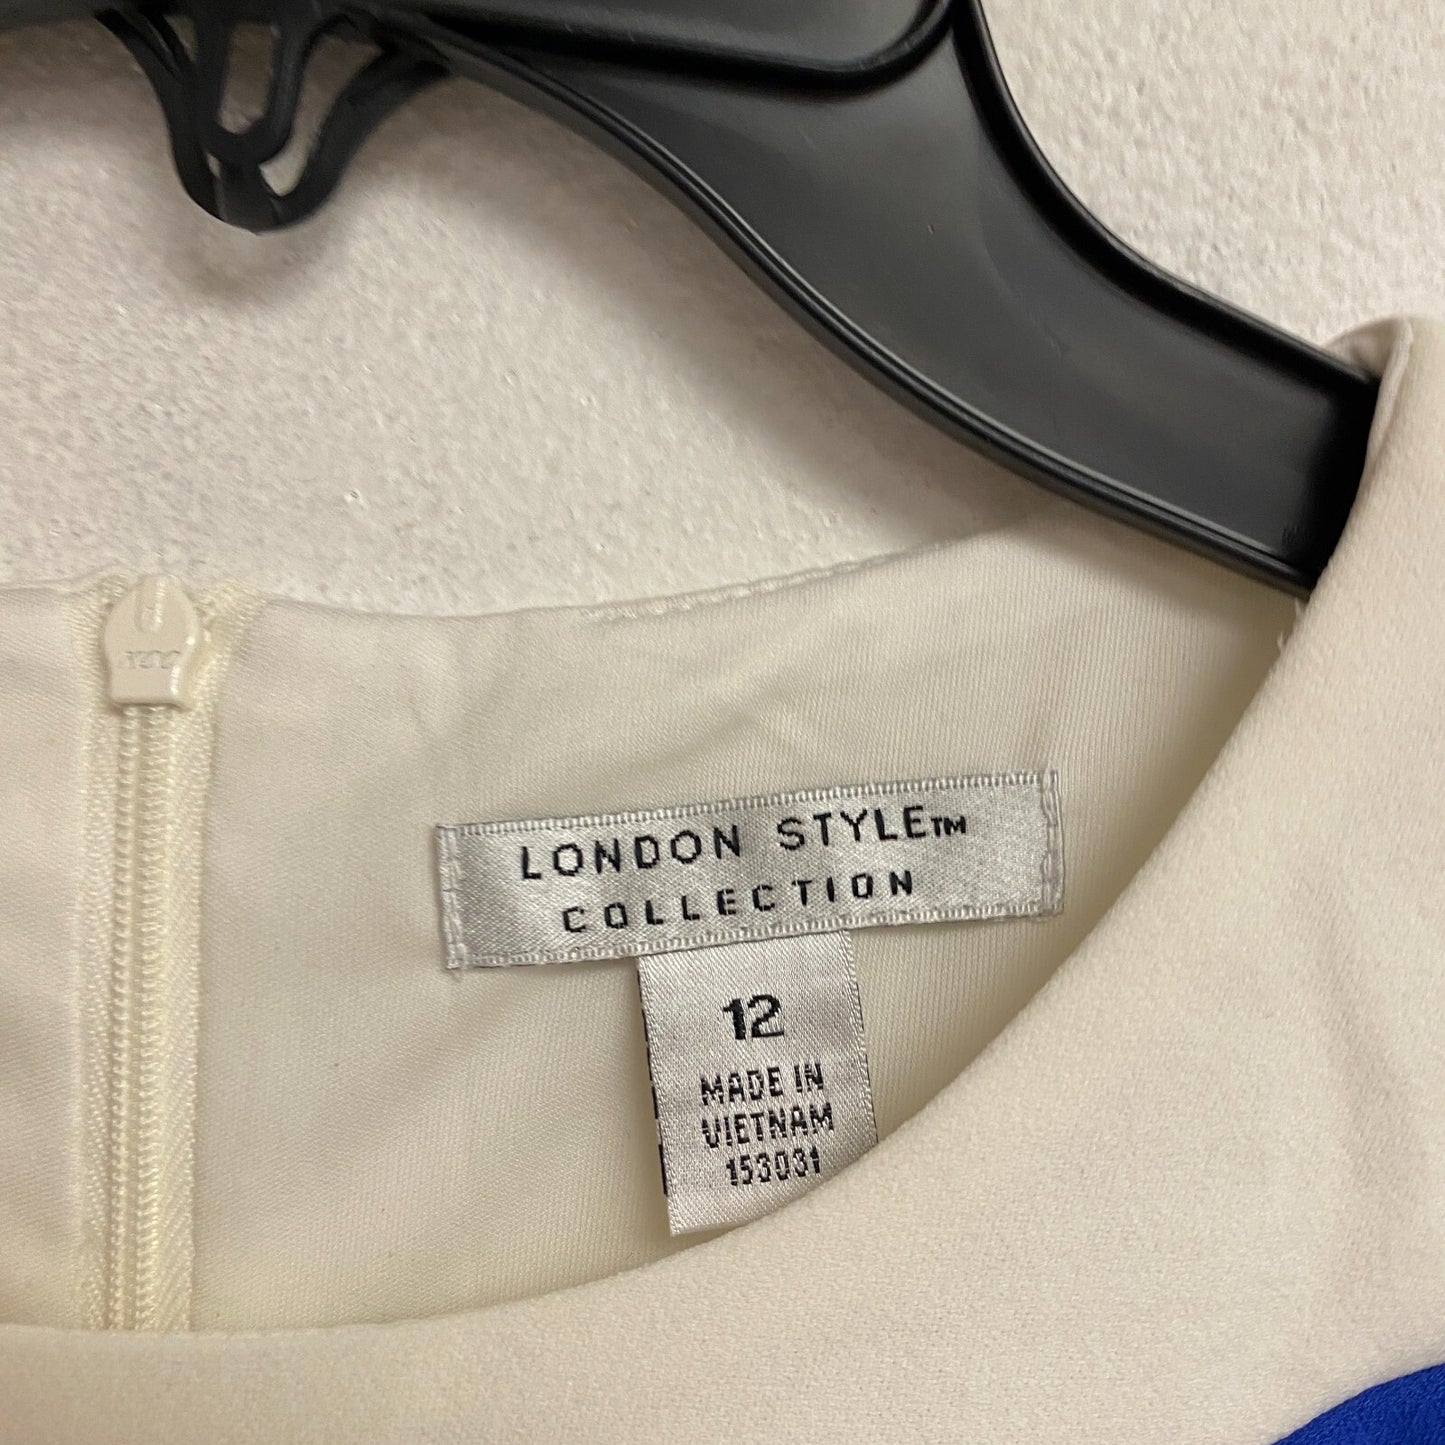 LONDON STYLE™
COLLECTION
12
MADE IN
VIETNAM
153031